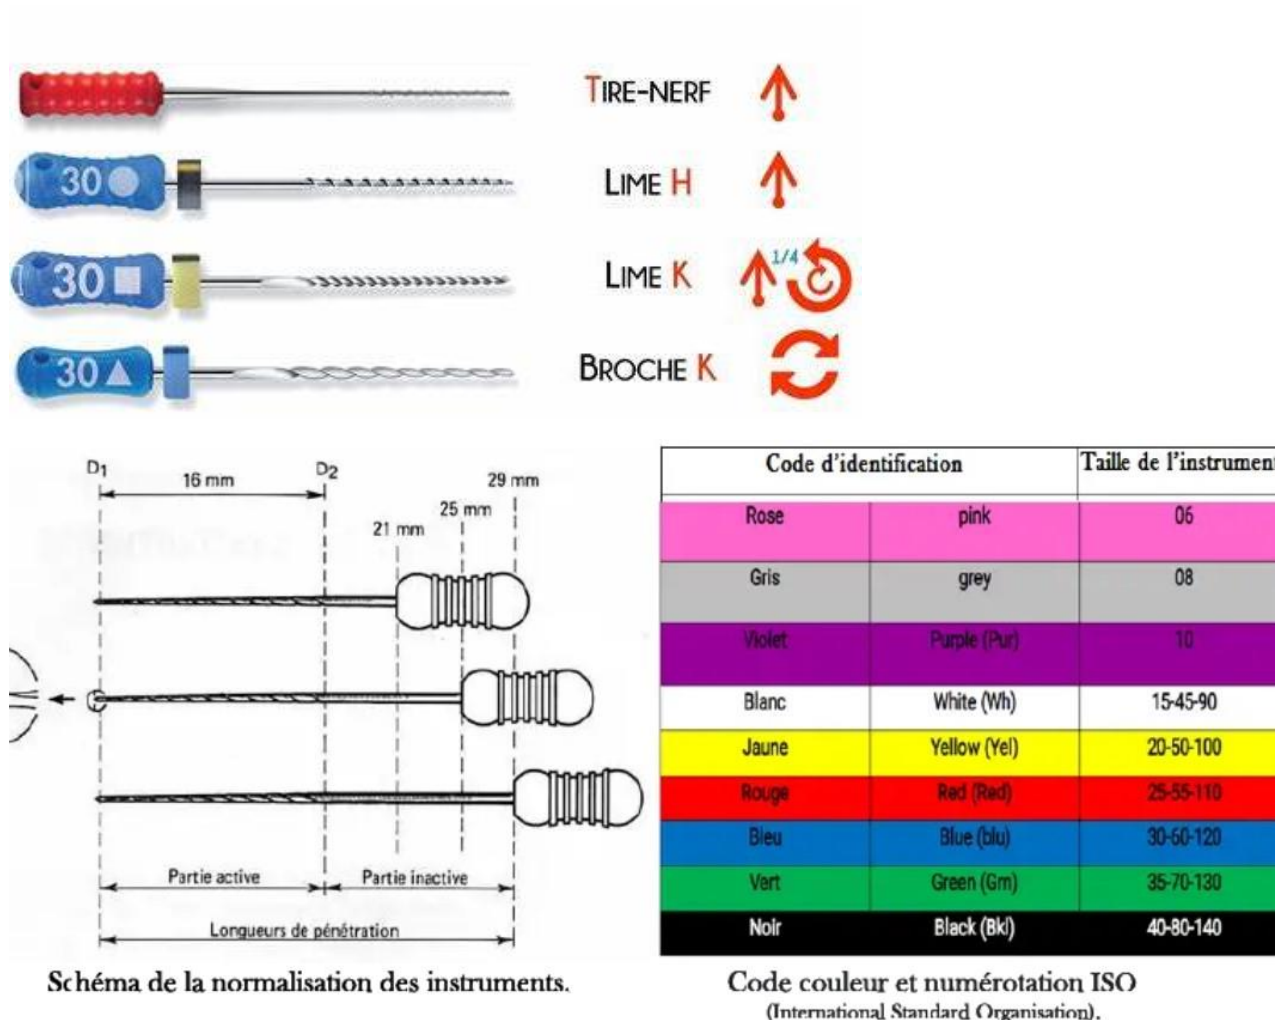 TIRE-NERF
30
LIME H
30
LIME K
1/4
30
BROCHE K
D1
16 mm
D2
29 mm
25 mm
21 mm
Partie active
Partie inactive
Longueurs de pénétration
Schéma de la normalisation des instruments.
Code d'identification Taille de l'instrument
Rose pink 06
Gris grey 08
Violet Purple (Pur) 10
Blanc White (Wh) 15-45-90
Jaune Yellow (Yel) 20-50-100
Rouge Red (Red) 25-55-110
Bleu Blue (blu) 30-60-120
Vert Green (Grn) 35-70-130
Noir Black (Bkl) 40-80-140
Code couleur et numérotation ISO
(International Standard Organisation).